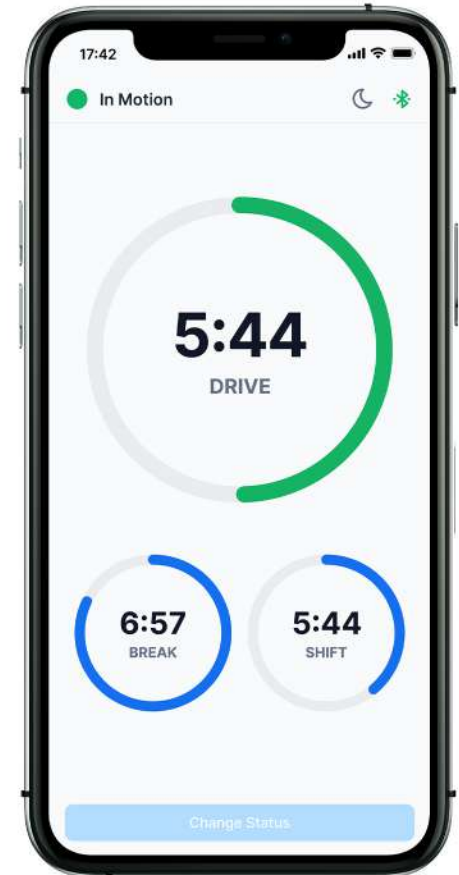 17:42
In Motion
5:44
DRIVE
6:57
BREAK
5:44
SHIFT
Change Status